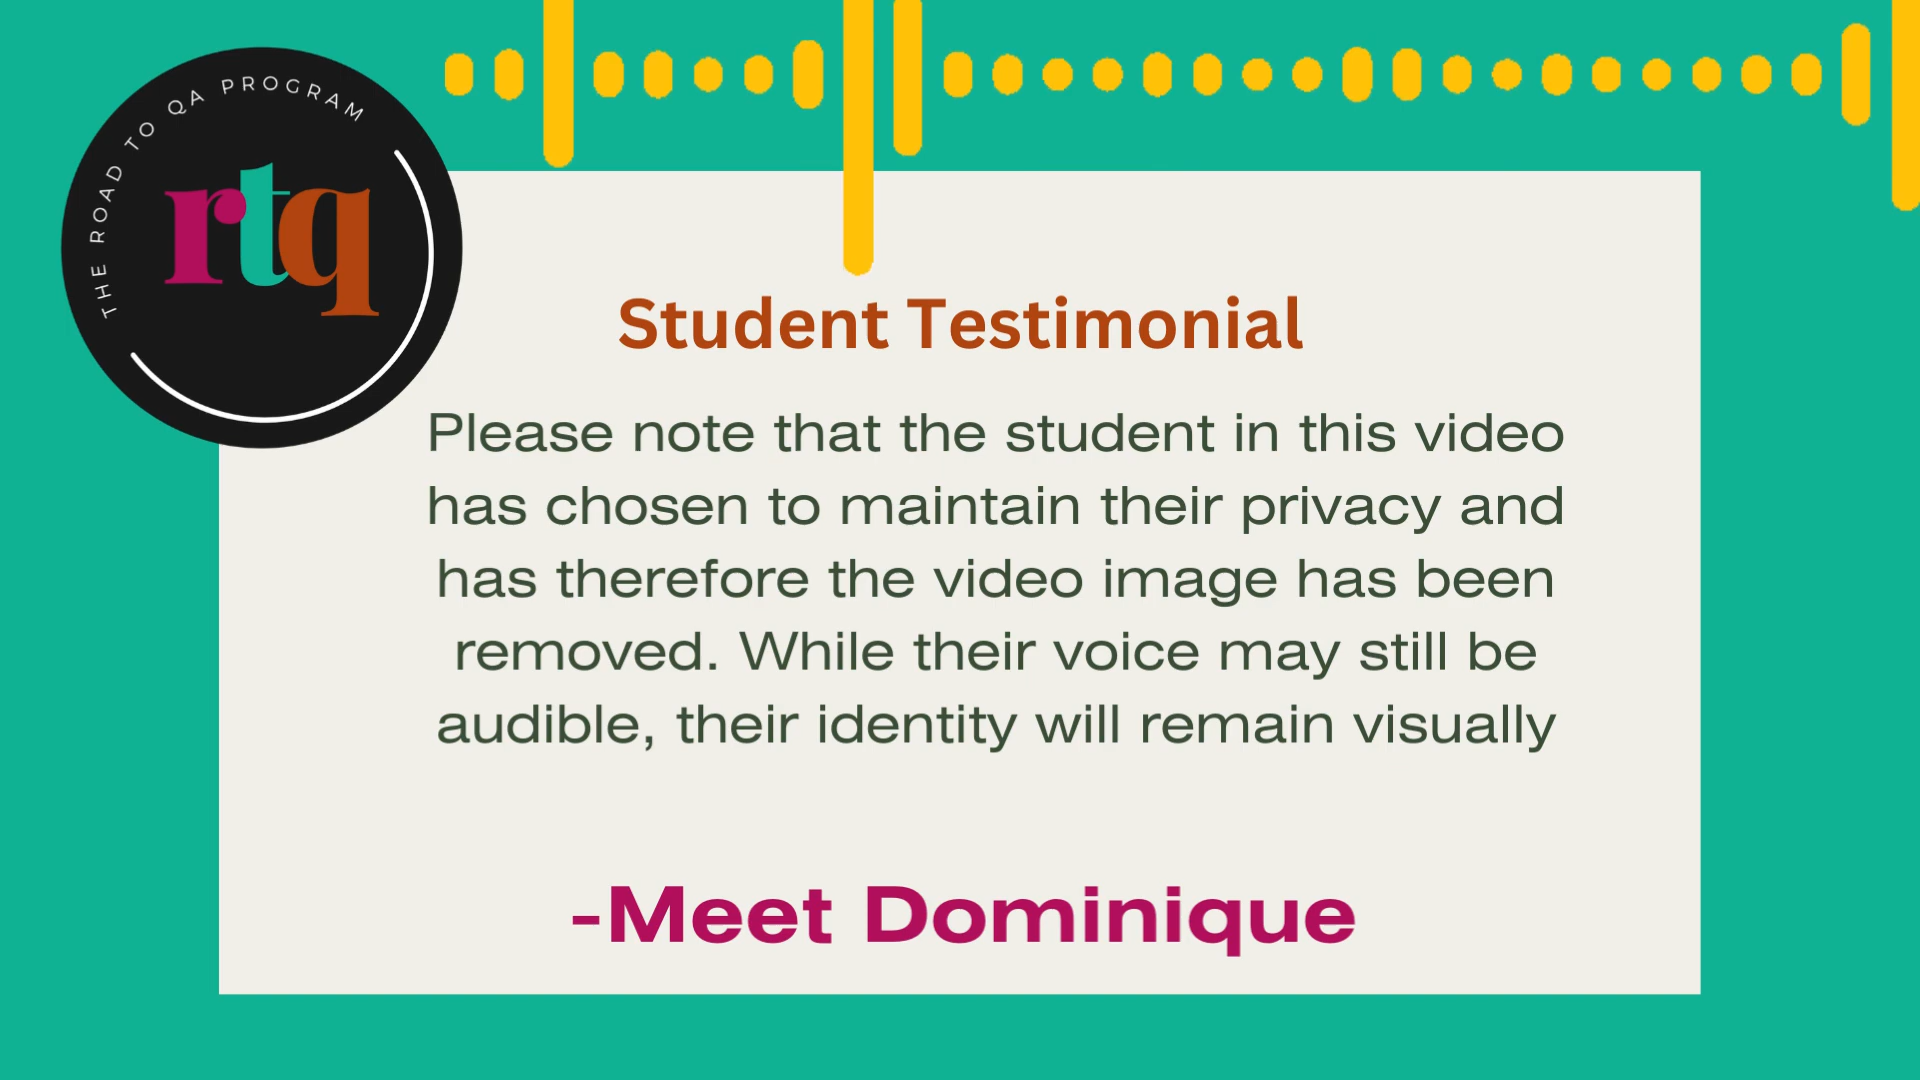 THE ROAD TO QA PROGRAM
rtq
Student Testimonial
Please note that the student in this video
has chosen to maintain their privacy and
has therefore the video image has been
removed. While their voice may still be
audible, their identity will remain visually
-Meet Dominique